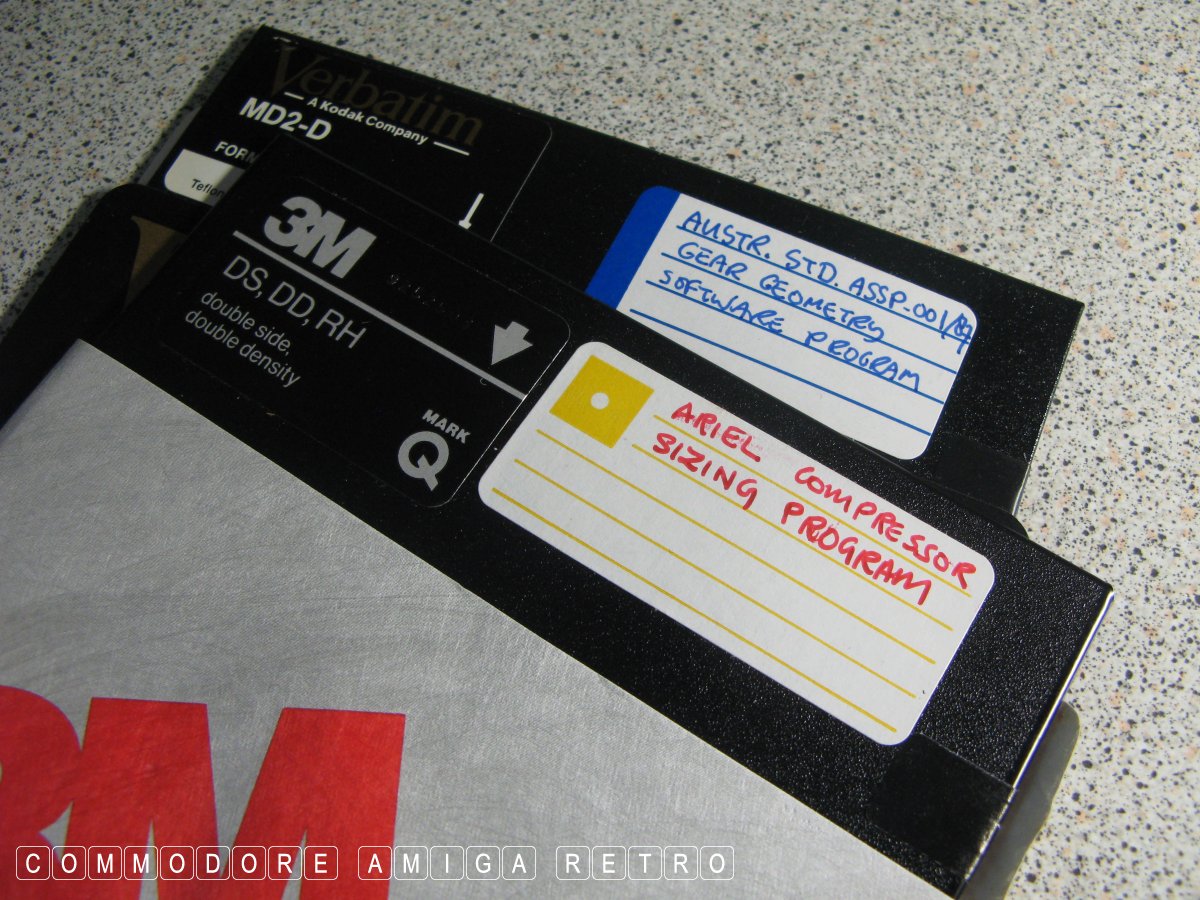 Verbatim
A Kodak Company
MD2-D
FORM
Teflon
AUSTR. STD. ASSP.001/89
GEAR GEOMETRY
SOFTWARE PROGRAM
3M
DS, DD, RH
double side,
double density
MARK
Q
ARIEL COMPRESSOR
SIZING PROGRAM
3M
COMMODORE AMIGA RETRO